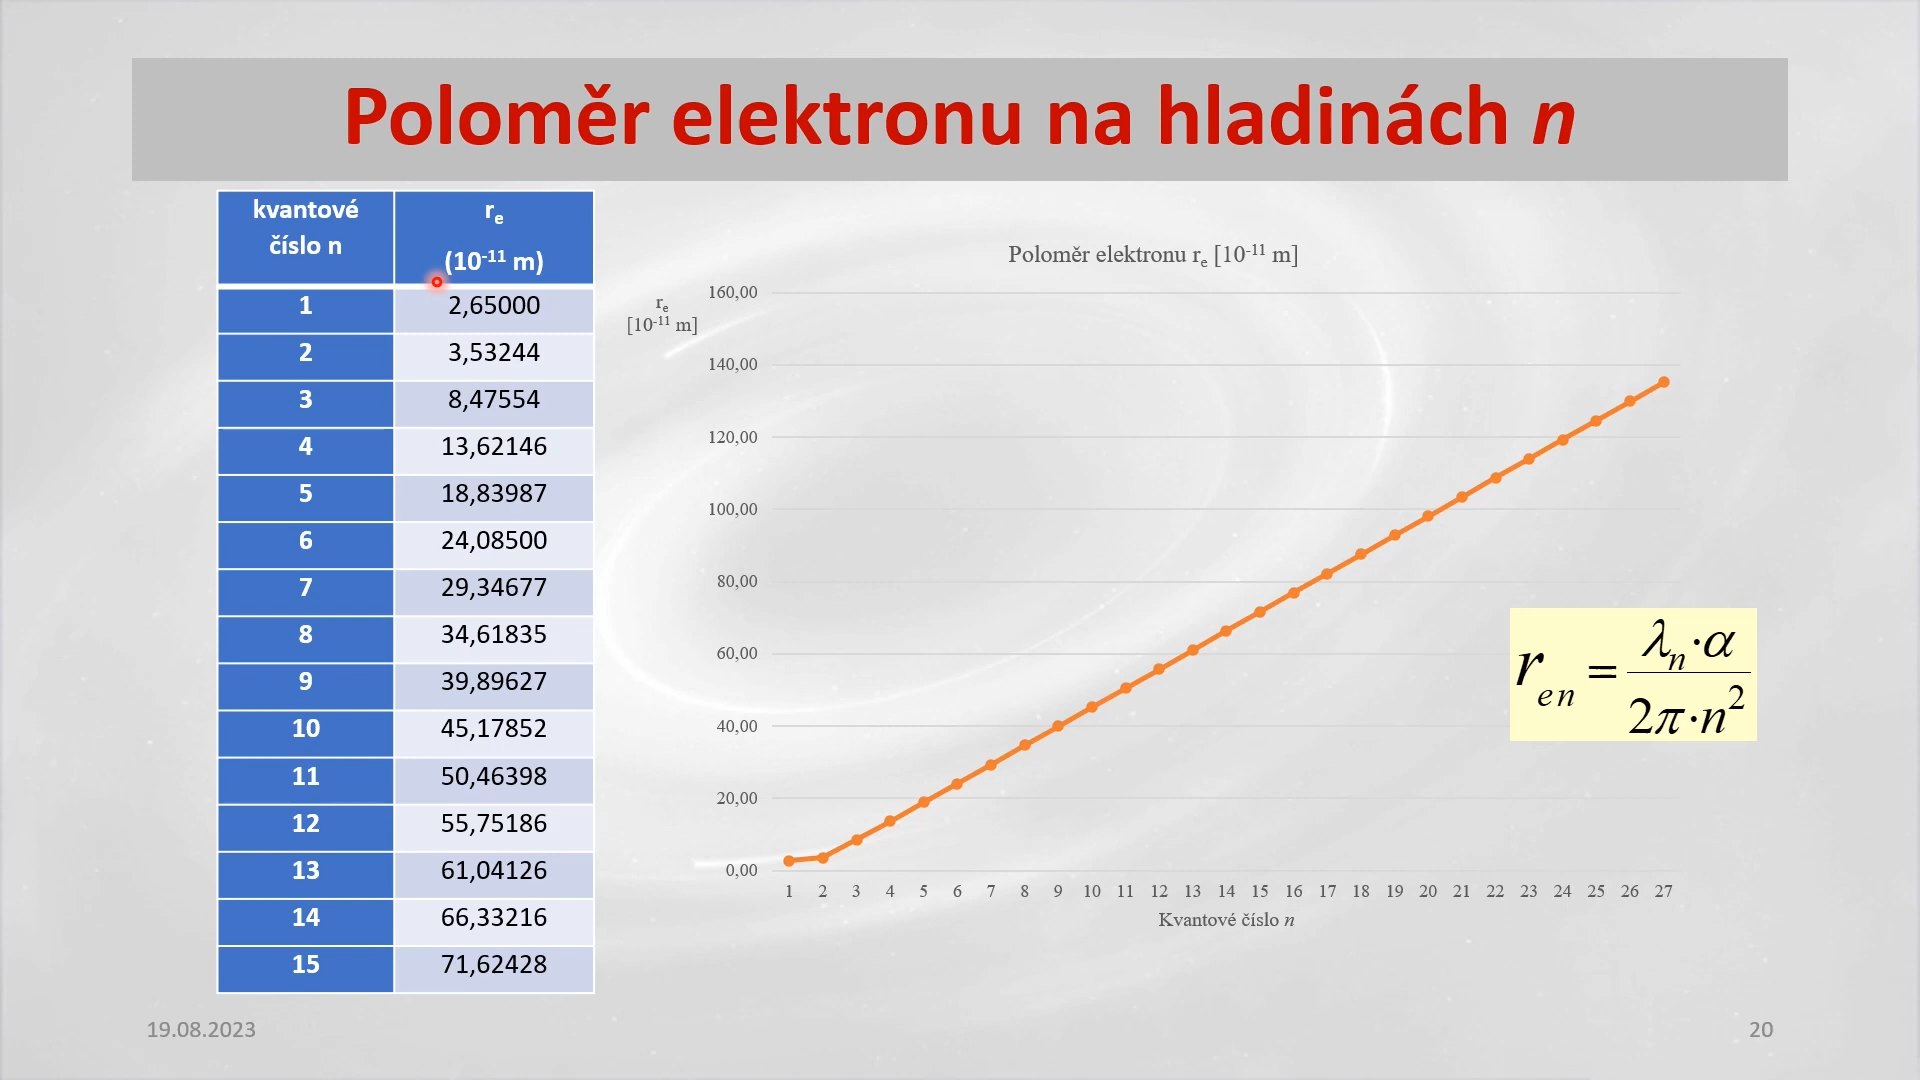 Poloměr elektronu na hladinách n
kvantové číslo n | rₑ (10⁻¹¹ m)
1 | 2,65000
2 | 3,53244
3 | 8,47554
4 | 13,62146
5 | 18,83987
6 | 24,08500
7 | 29,34677
8 | 34,61835
9 | 39,89627
10 | 45,17852
11 | 50,46398
12 | 55,75186
13 | 61,04126
14 | 66,33216
15 | 71,62428
Poloměr elektronu rₑ [10⁻¹¹ m]
rₑ
[10⁻¹¹ m]
160,00
140,00
120,00
100,00
80,00
60,00
40,00
20,00
0,00
1 2 3 4 5 6 7 8 9 10 11 12 13 14 15 16 17 18 19 20 21 22 23 24 25 26 27
Kvantové číslo n
r_en = λ_n·α / 2π·n²
19.08.2023
20